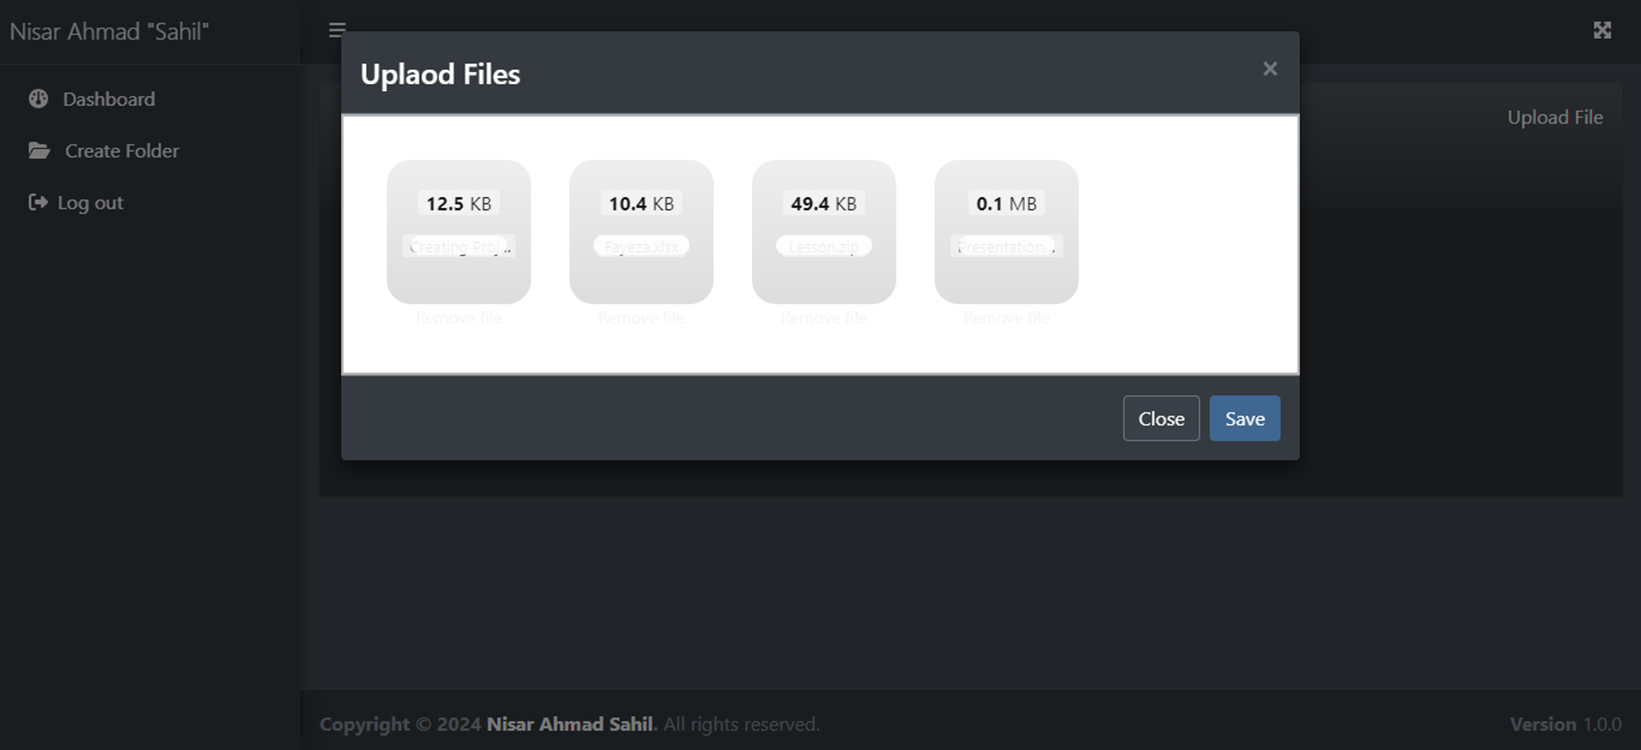 Nisar Ahmad "Sahil"
Dashboard
Create Folder
Log out
Uplaod Files
×
Upload File
12.5 KB
10.4 KB
49.4 KB
0.1 MB
Creating Proj..
Fayeza.xlsx
Lesson.zip
Presentation..
Remove file
Remove file
Remove file
Remove file
Close
Save
Copyright © 2024 Nisar Ahmad Sahil. All rights reserved.
Version 1.0.0